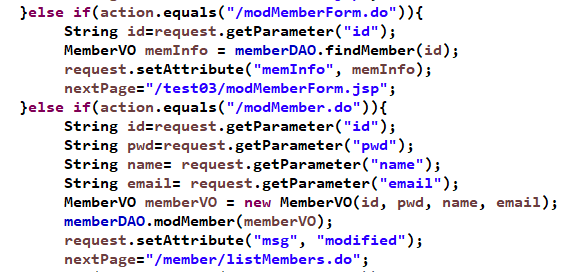 }else if(action.equals("/modMemberForm.do")){
String id=request.getParameter("id");
MemberVO memInfo = memberDAO.findMember(id);
request.setAttribute("memInfo", memInfo);
nextPage="/test03/modMemberForm.jsp";
}else if(action.equals("/modMember.do")){
String id=request.getParameter("id");
String pwd=request.getParameter("pwd");
String name= request.getParameter("name");
String email= request.getParameter("email");
MemberVO memberVO = new MemberVO(id, pwd, name, email);
memberDAO.modMember(memberVO);
request.setAttribute("msg", "modified");
nextPage="/member/listMembers.do";